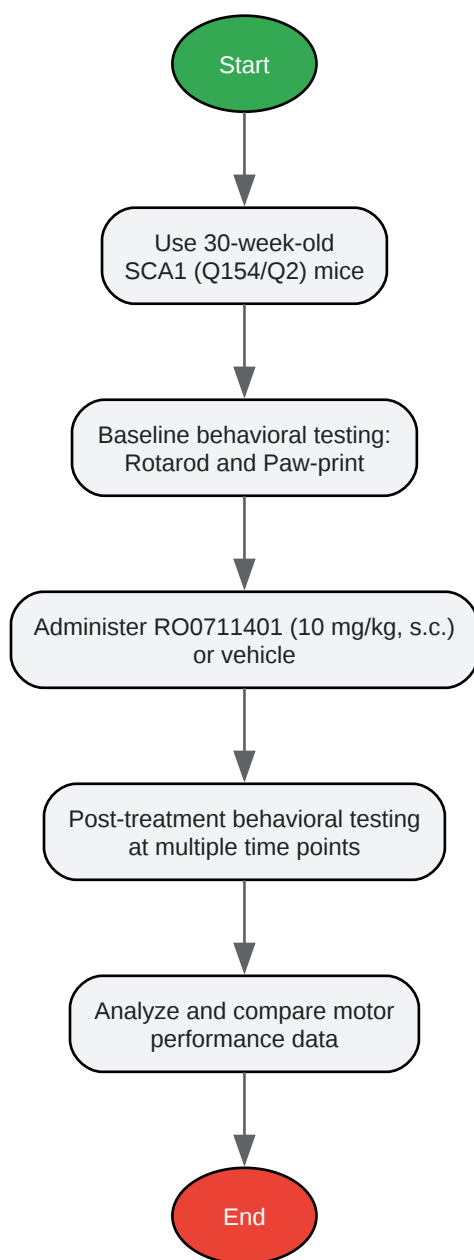 Start
Use 30-week-old
SCA1 (Q154/Q2) mice
Baseline behavioral testing:
Rotarod and Paw-print
Administer RO0711401 (10 mg/kg, s.c.)
or vehicle
Post-treatment behavioral testing
at multiple time points
Analyze and compare motor
performance data
End